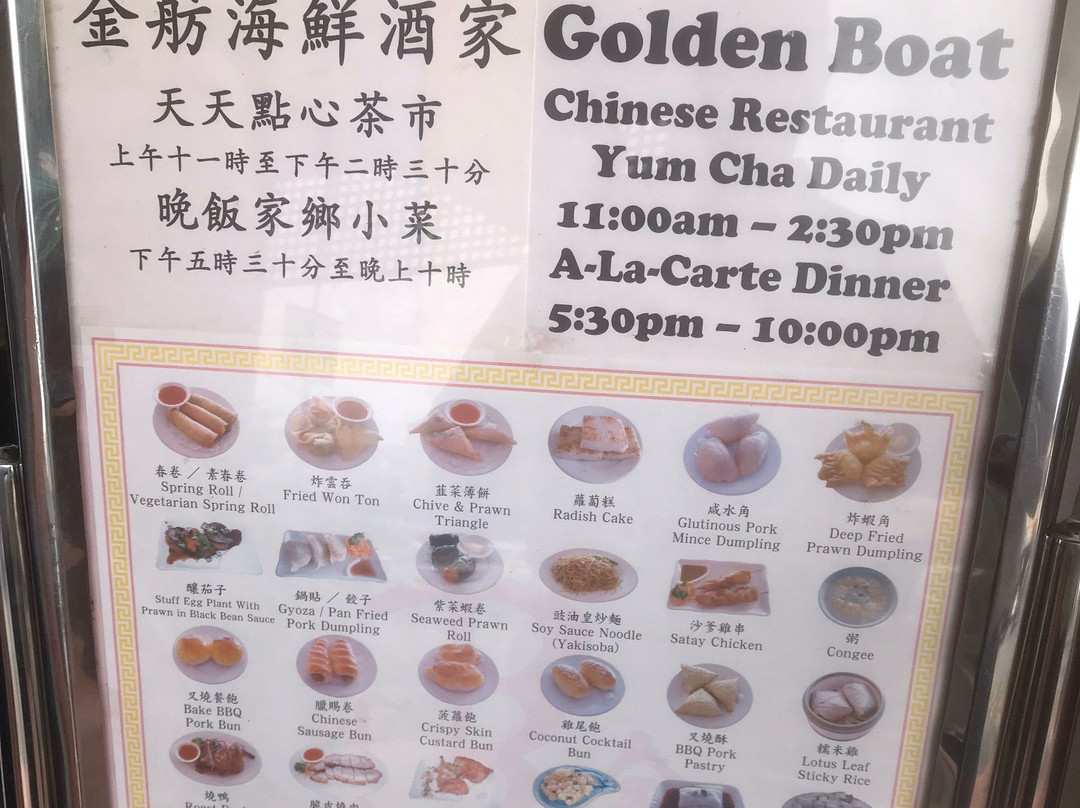 金舫海鮮酒家
天天點心茶市
上午十一時至下午二時三十分
晚飯家鄉小菜
下午五時三十分至晚上十時
Golden Boat
Chinese Restaurant
Yum Cha Daily
11:00am – 2:30pm
A-La-Carte Dinner
5:30pm – 10:00pm
春卷 ／ 素春卷
Spring Roll /
Vegetarian Spring Roll
炸雲吞
Fried Won Ton
韮菜薄餅
Chive & Prawn
Triangle
蘿蔔糕
Radish Cake
咸水角
Glutinous Pork
Mince Dumpling
炸蝦角
Deep Fried
Prawn Dumpling
釀茄子
Stuff Egg Plant With
Prawn in Black Bean Sauce
鍋貼 ／ 餃子
Gyoza / Pan Fried
Pork Dumpling
紫菜蝦卷
Seaweed Prawn
Roll
豉油皇炒麵
Soy Sauce Noodle
(Yakisoba)
沙爹雞串
Satay Chicken
粥
Congee
叉燒餐飽
Bake BBQ
Pork Bun
臘腸卷
Chinese
Sausage Bun
菠蘿飽
Crispy Skin
Custard Bun
雞尾飽
Coconut Cocktail
Bun
叉燒酥
BBQ Pork
Pastry
糯米雞
Lotus Leaf
Sticky Rice
燒鴨
脆皮燒肉